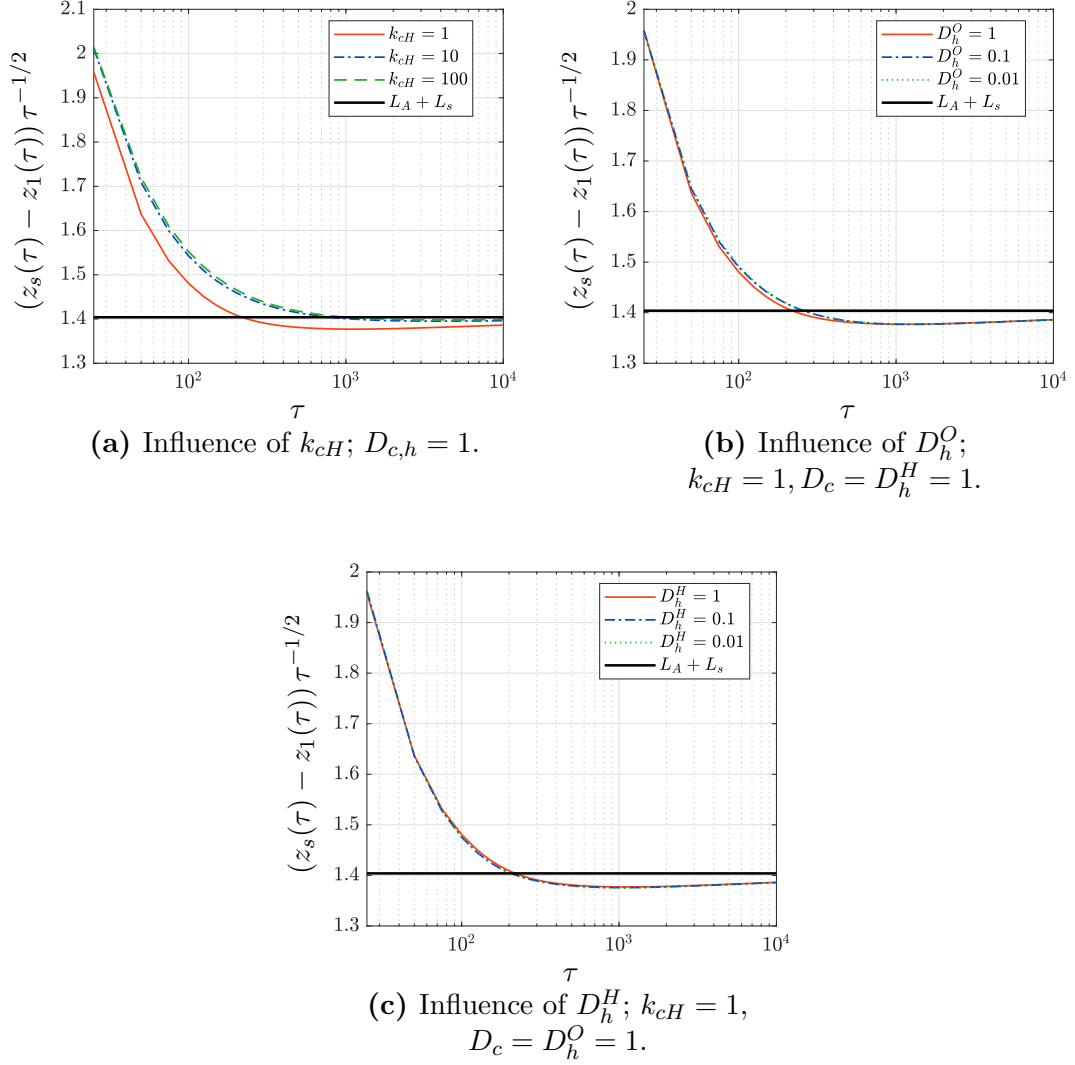 2.1
2
1.9
1.8
1.7
1.6
1.5
1.4
1.3
(z_s(τ) − z_1(τ)) τ^{−1/2}
k_{cH} = 1
k_{cH} = 10
k_{cH} = 100
L_A + L_s
10^2 10^3 10^4
τ
(a) Influence of k_{cH}; D_{c,h} = 1.
2
1.9
1.8
1.7
1.6
1.5
1.4
1.3
(z_s(τ) − z_1(τ)) τ^{−1/2}
D_h^O = 1
D_h^O = 0.1
D_h^O = 0.01
L_A + L_s
10^2 10^3 10^4
τ
(b) Influence of D_h^O;
k_{cH} = 1, D_c = D_h^H = 1.
2
1.9
1.8
1.7
1.6
1.5
1.4
1.3
(z_s(τ) − z_1(τ)) τ^{−1/2}
D_h^H = 1
D_h^H = 0.1
D_h^H = 0.01
L_A + L_s
10^2 10^3 10^4
τ
(c) Influence of D_h^H; k_{cH} = 1,
D_c = D_h^O = 1.